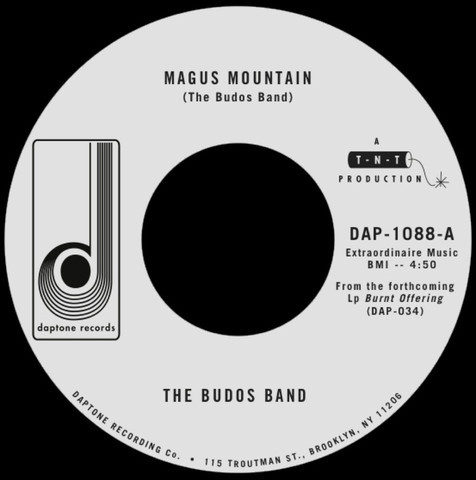 MAGUS MOUNTAIN
(The Budos Band)
A
T-N-T
PRODUCTION
DAP-1088-A
Extraordinaire Music
BMI -- 4:50
From the forthcoming
Lp Burnt Offering
(DAP-034)
daptone records
THE BUDOS BAND
DAPTONE RECORDING Co. • 115 TROUTMAN ST., BROOKLYN, NY 11206